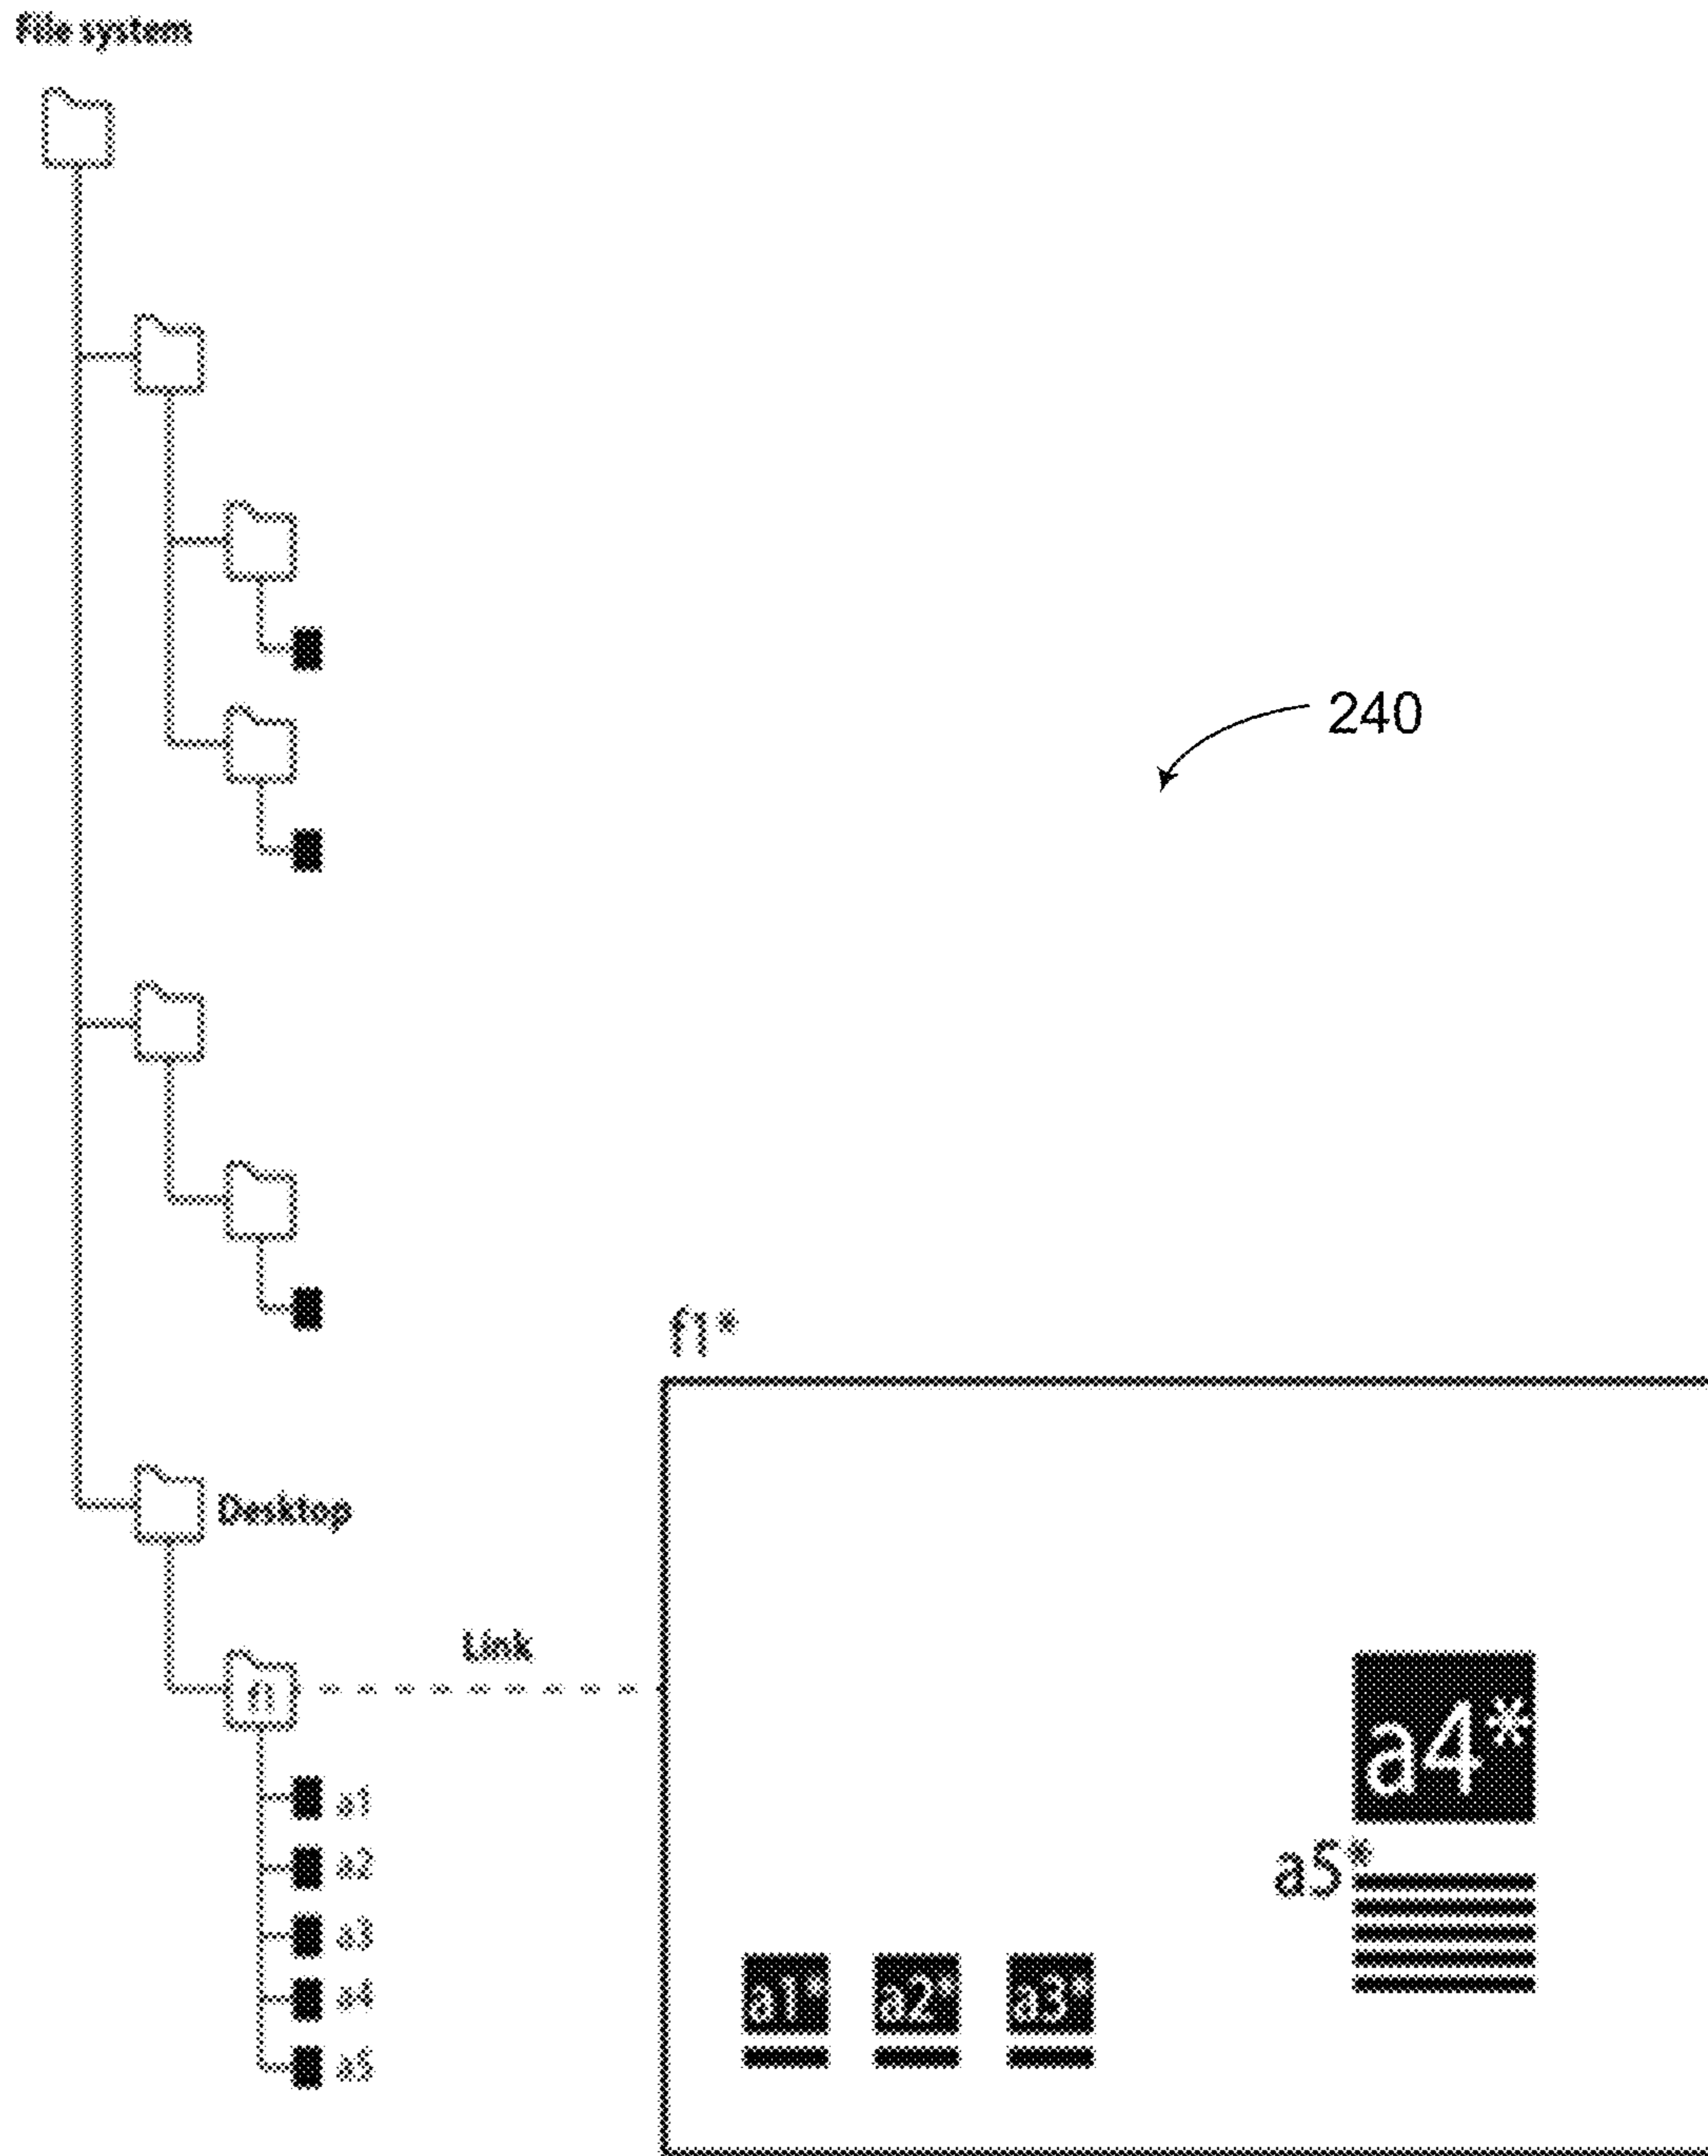 File system
240
f1*
Desktop
Link
f1
a4*
a1
a5*
a2
a3
a1* a2* a3*
a4
a5